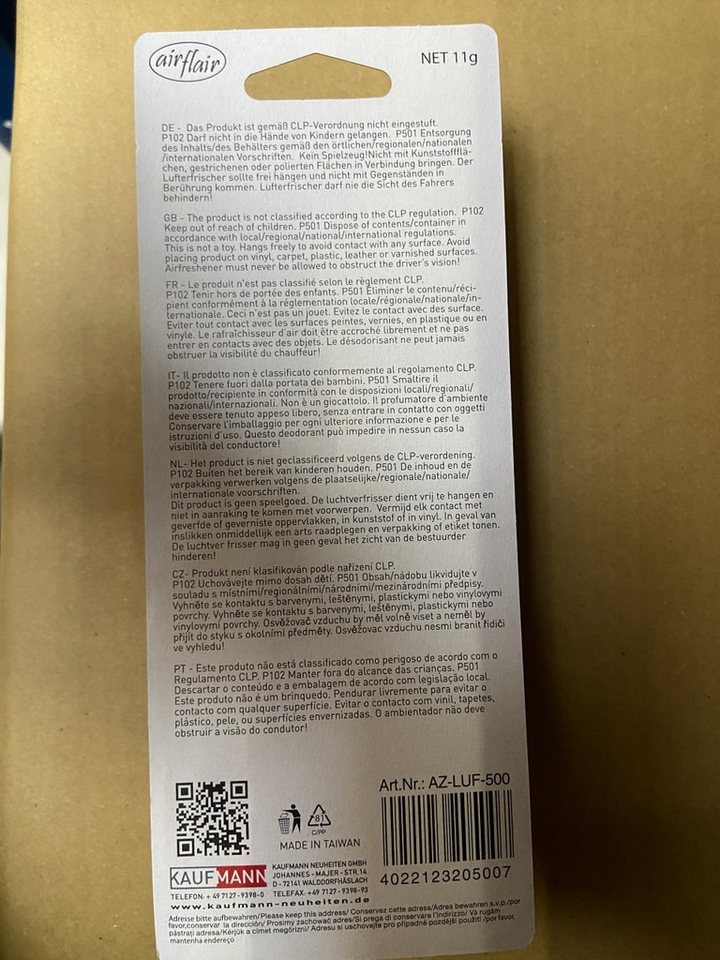 airflair
NET 11g
DE - Das Produkt ist gemäß CLP-Verordnung nicht eingestuft.
P102 Darf nicht in die Hände von Kindern gelangen. P501 Entsorgung
des Inhalts/des Behälters gemäß den örtlichen/regionalen/nationalen
/internationalen Vorschriften. Kein Spielzeug!Nicht mit Kunststofflä-
chen, gestrichenen oder polierten Flächen in Verbindung bringen. Der
Lufterfrischer sollte frei hängen und nicht mit Gegenständen in
Berührung kommen. Lufterfrischer darf nie die Sicht des Fahrers
behindern!
GB - The product is not classified according to the CLP regulation. P102
Keep out of reach of children. P501 Dispose of contents/container in
accordance with local/regional/national/international regulations.
This is not a toy. Hangs freely to avoid contact with any surface. Avoid
placing product on vinyl, carpet, plastic, leather or varnished surfaces.
Airfreshener must never be allowed to obstruct the driver's vision!
FR - Le produit n'est pas classifié selon le règlement CLP.
P102 Tenir hors de portée des enfants. P501 Éliminer le contenu/réci-
pient conformément à la réglementation locale/régionale/nationale/in-
ternationale. Ceci n'est pas un jouet. Evitez le contact avec des surface.
Eviter tout contact avec les surfaces peintes, vernies, en plastique ou en
vinyle. Le rafraîchisseur d'air doit être accroché librement et ne pas
entrer en contacts avec des objets. Le désodorisant ne peut jamais
obstruer la visibilité du chauffeur!
IT- Il prodotto non è classificato conformemente al regolamento CLP.
P102 Tenere fuori dalla portata dei bambini. P501 Smaltire il
prodotto/recipiente in conformità con le disposizioni locali/regionali/
nazionali/internazionali. Non è un giocattolo. Il profumatore d'ambiente
deve essere tenuto appeso libero, senza entrare in contatto con oggetti
Conservare l'imballaggio per ogni ulteriore informazione e per le
istruzioni d'uso. Questo deodorant può impedire in nessun caso la
visibilità del conductore!
NL- Het product is niet geclassificeerd volgens de CLP-verordening.
P102 Buiten het bereik van kinderen houden. P501 De inhoud en de
verpakking verwerken volgens de plaatselijke/regionale/nationale/
internationale voorschriften.
Dit product is geen speelgoed. De luchtverfrisser dient vrij te hangen en
niet in aanraking te komen met voorwerpen. Vermijd elk contact met
geverfde of geverniste oppervlakken, in kunststof of in vinyl. In geval van
inslikken onmiddellijk een arts raadplegen en verpakking of etiket tonen.
De luchtver frisser mag in geen geval het zicht van de bestuurder
hinderen!
CZ- Produkt není klasifikován podle nařízení CLP.
P102 Uchovávejte mimo dosah dětí. P501 Obsah/nádobu likvidujte v
souladu s místními/regionálními/národními/mezinárodními předpisy.
Vyhněte se kontaktu s barvenými, leštěnými, plastickými nebo vinylovými
povrchy. Vyhněte se kontaktu s barvenými, leštěnými, plastickými nebo
vinylovými povrchy. Osvěžovač vzduchu by měl volně viset a neměl by
přijít do styku s okolními předměty. Osvěžovac vzduchu nesmi branit řidiči
ve vyhledu!
PT - Este produto não está classificado como perigoso de acordo com o
Regulamento CLP. P102 Manter fora do alcance das crianças. P501
Descartar o conteúdo e a embalagem de acordo com legislação local.
Este produto não é um brinquedo. Pendurar livremente para evitar o
contacto com qualquer superfície. Evitar o contacto com vinil, tapetes,
plástico, pele, ou superfícies envernizadas. O ambientador não deve
obstruir a visão do condutor!
Art.Nr.: AZ-LUF-500
81
C/PP
MADE IN TAIWAN
KAUFMANN
KAUFMANN NEUHEITEN GMBH
JOHANNES - MAJER - STR.14
D - 72141 WALDDORFHÄSLACH
TELEFON: + 49 7127 - 9398-0 TELEFAX. + 49 7127 - 9398-93
www.kaufmann-neuheiten.de
4022123205007
Adresse bitte aufbewahren/Please keep this address/ Conservez cette adress/ Adres bewahren s.v.p./por
favor,conservar la dirección/ Prosimy zachować adres/Si prega di conservare l'indirizzo/ Vă rugăm
păstrați adresa/Kérjük a címet megőrizni/ Adresu si uschovejte pro případné pozdější použití /por favor,
mantenha endereço